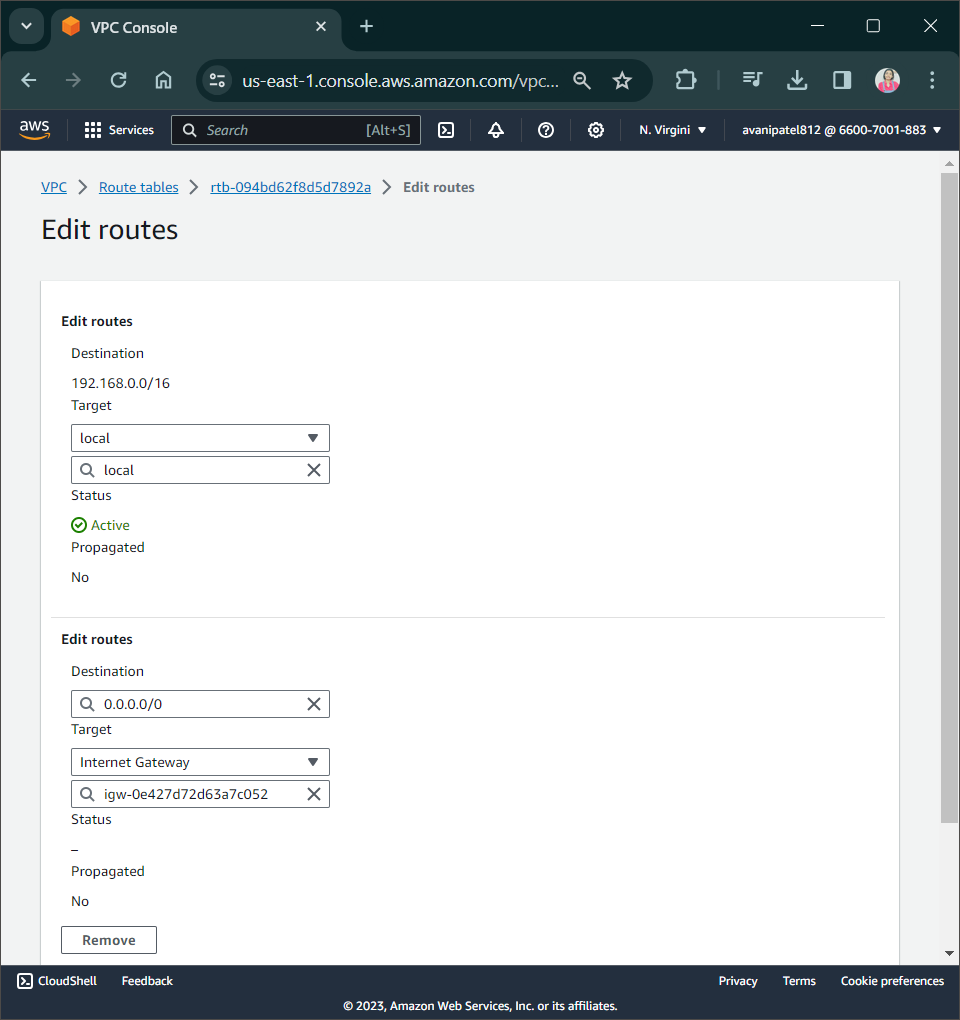 VPC Console
us-east-1.console.aws.amazon.com/vpc...
aws Services Search [Alt+S] N. Virgini avanipatel812 @ 6600-7001-883
VPC Route tables rtb-094bd62f8d5d7892a Edit routes
Edit routes
Edit routes
Destination
192.168.0.0/16
Target
local
local
Status
Active
Propagated
No
Edit routes
Destination
0.0.0.0/0
Target
Internet Gateway
igw-0e427d72d63a7c052
Status
–
Propagated
No
Remove
CloudShell Feedback Privacy Terms Cookie preferences
© 2023, Amazon Web Services, Inc. or its affiliates.